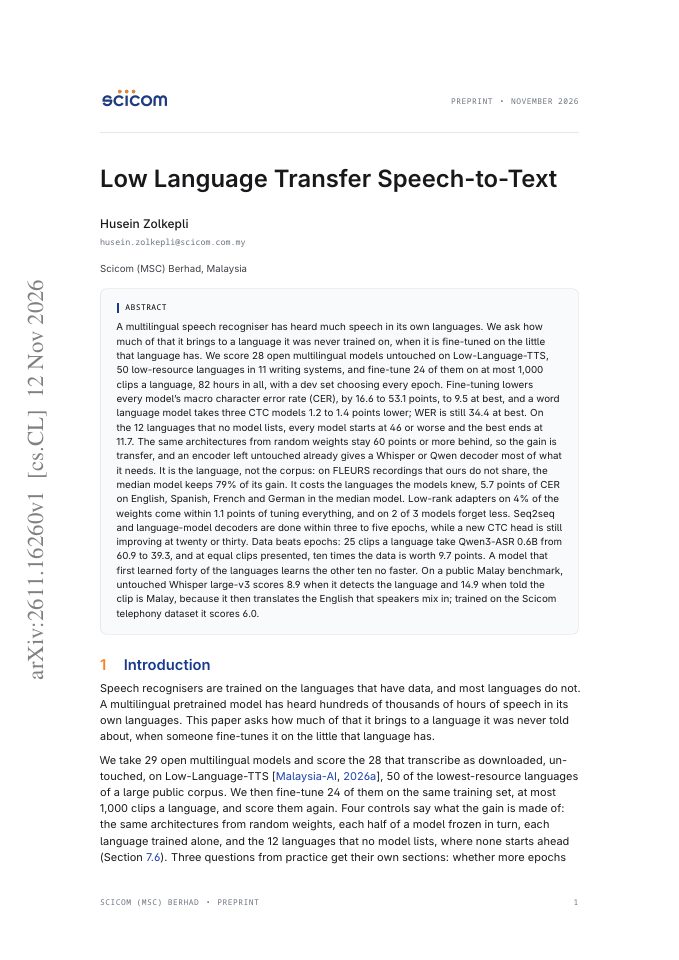 scicom
PREPRINT • NOVEMBER 2026
Low Language Transfer Speech-to-Text
Husein Zolkepli
husein.zolkepli@scicom.com.my
Scicom (MSC) Berhad, Malaysia
ABSTRACT
A multilingual speech recogniser has heard much speech in its own languages. We ask how
much of that it brings to a language it was never trained on, when it is fine-tuned on the little
that language has. We score 28 open multilingual models untouched on Low-Language-TTS,
50 low-resource languages in 11 writing systems, and fine-tune 24 of them on at most 1,000
clips a language, 82 hours in all, with a dev set choosing every epoch. Fine-tuning lowers
every model's macro character error rate (CER), by 16.6 to 53.1 points, to 9.5 at best, and a word
language model takes three CTC models 1.2 to 1.4 points lower; WER is still 34.4 at best. On
the 12 languages that no model lists, every model starts at 46 or worse and the best ends at
11.7. The same architectures from random weights stay 60 points or more behind, so the gain is
transfer, and an encoder left untouched already gives a Whisper or Qwen decoder most of what
it needs. It is the language, not the corpus: on FLEURS recordings that ours do not share, the
median model keeps 79% of its gain. It costs the languages the models knew, 5.7 points of CER
on English, Spanish, French and German in the median model. Low-rank adapters on 4% of the
weights come within 1.1 points of tuning everything, and on 2 of 3 models forget less. Seq2seq
and language-model decoders are done within three to five epochs, while a new CTC head is still
improving at twenty or thirty. Data beats epochs: 25 clips a language take Qwen3-ASR 0.6B from
60.9 to 39.3, and at equal clips presented, ten times the data is worth 9.7 points. A model that
first learned forty of the languages learns the other ten no faster. On a public Malay benchmark,
untouched Whisper large-v3 scores 8.9 when it detects the language and 14.9 when told the
clip is Malay, because it then translates the English that speakers mix in; trained on the Scicom
telephony dataset it scores 6.0.
1 Introduction
Speech recognisers are trained on the languages that have data, and most languages do not.
A multilingual pretrained model has heard hundreds of thousands of hours of speech in its
own languages. This paper asks how much of that it brings to a language it was never told
about, when someone fine-tunes it on the little that language has.
We take 29 open multilingual models and score the 28 that transcribe as downloaded, un-
touched, on Low-Language-TTS [Malaysia-AI, 2026a], 50 of the lowest-resource languages
of a large public corpus. We then fine-tune 24 of them on the same training set, at most
1,000 clips a language, and score them again. Four controls say what the gain is made of:
the same architectures from random weights, each half of a model frozen in turn, each
language trained alone, and the 12 languages that no model lists, where none starts ahead
(Section 7.6). Three questions from practice get their own sections: whether more epochs
SCICOM (MSC) BERHAD • PREPRINT
1
arXiv:2611.16260v1 [cs.CL] 12 Nov 2026